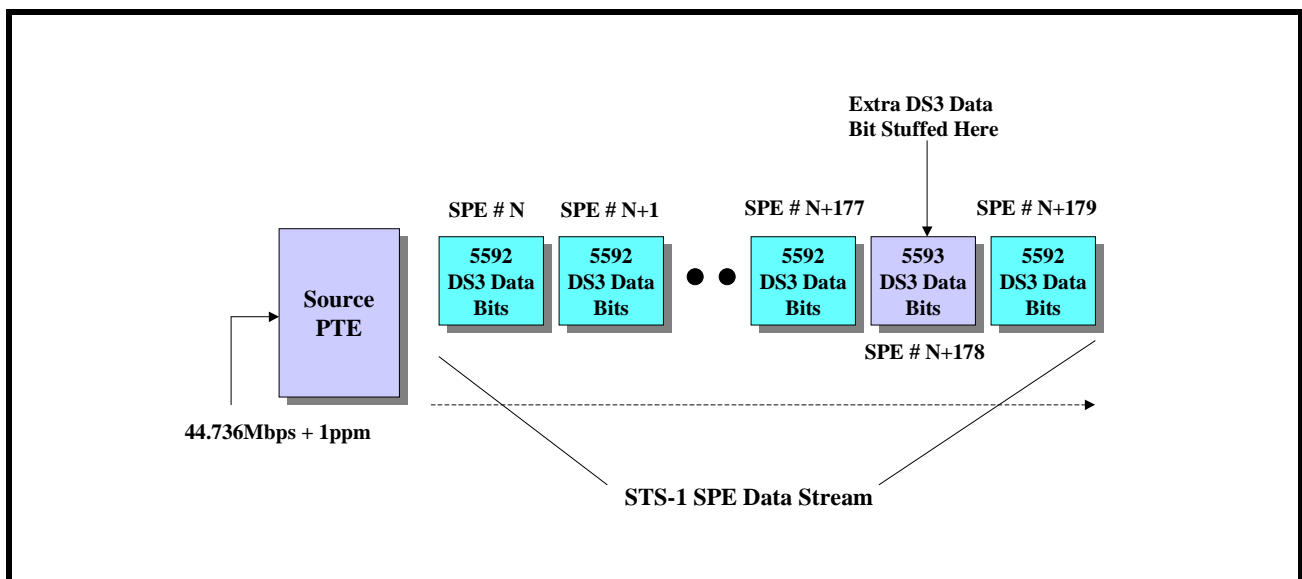 Extra DS3 Data
Bit Stuffed Here
SPE # N
SPE # N+1
SPE # N+177
SPE # N+179
Source
PTE
5592
DS3 Data
Bits
5592
DS3 Data
Bits
5592
DS3 Data
Bits
5593
DS3 Data
Bits
5592
DS3 Data
Bits
SPE # N+178
44.736Mbps + 1ppm
STS-1 SPE Data Stream